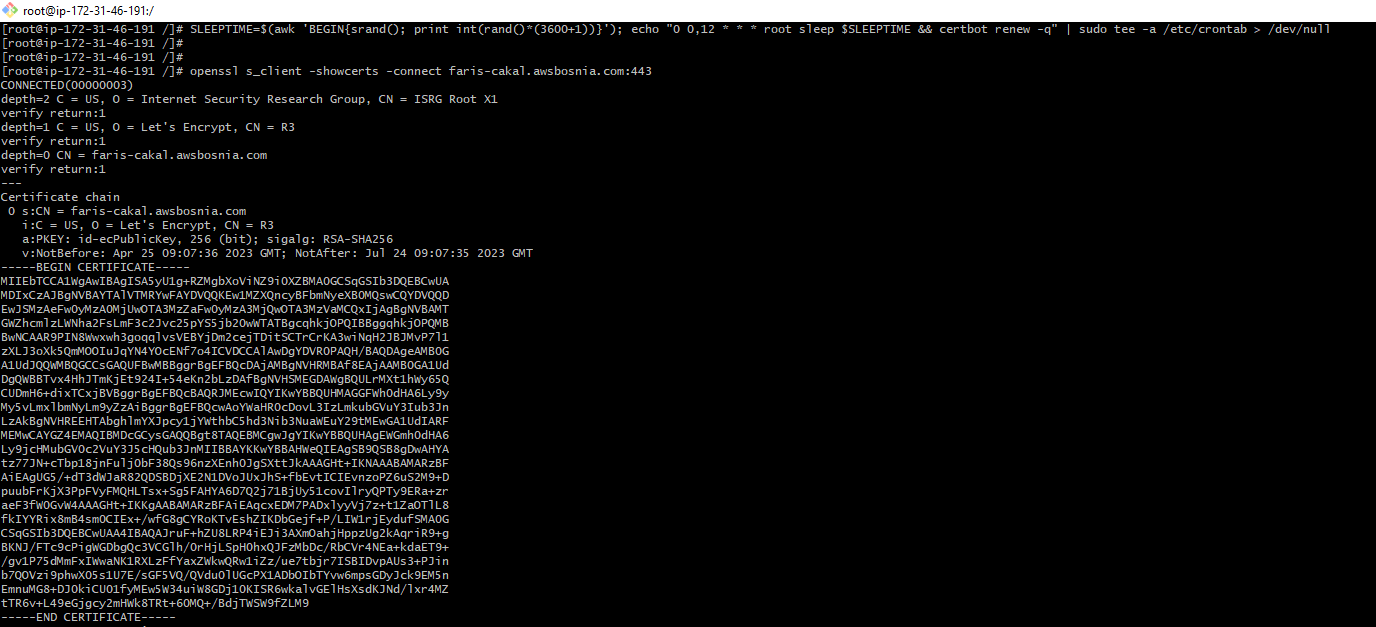 root@ip-172-31-46-191:/
[root@ip-172-31-46-191 /]# SLEEPTIME=$(awk 'BEGIN{srand(); print int(rand()*(3600+1))}'); echo "0 0,12 * * * root sleep $SLEEPTIME && certbot renew -q" | sudo tee -a /etc/crontab > /dev/null
[root@ip-172-31-46-191 /]#
[root@ip-172-31-46-191 /]#
[root@ip-172-31-46-191 /]# openssl s_client -showcerts -connect faris-cakal.awsbosnia.com:443
CONNECTED(00000003)
depth=2 C = US, O = Internet Security Research Group, CN = ISRG Root X1
verify return:1
depth=1 C = US, O = Let's Encrypt, CN = R3
verify return:1
depth=0 CN = faris-cakal.awsbosnia.com
verify return:1
---
Certificate chain
 0 s:CN = faris-cakal.awsbosnia.com
   i:C = US, O = Let's Encrypt, CN = R3
   a:PKEY: id-ecPublicKey, 256 (bit); sigalg: RSA-SHA256
   v:NotBefore: Apr 25 09:07:36 2023 GMT; NotAfter: Jul 24 09:07:35 2023 GMT
-----BEGIN CERTIFICATE-----
MIIEbTCCA1WgAwIBAgISA5yU1g+RZMgbXoViNZ9iOXZBMA0GCSqGSIb3DQEBCwUA
MDIxCzAJBgNVBAYTAlVTMRYwFAYDVQQKEw1MZXQncyBFbmNyeXB0MQswCQYDVQQD
EwJSMzAeFw0yMzA0MjUwOTA3MzZaFw0yMzA3MjQwOTA3MzVaMCQxIjAgBgNVBAMT
GWZhcmlzLWNha2FsLmF3c2Jvc25pYS5jb20wWTATBgcqhkjOPQIBBggqhkjOPQMB
BwNCAAR9PIN8Wwxwh3goqqlvsVEBYjDm2cejTDitSCTrCrKA3wiNqH2JBJMvP7l1
zXLJ3oXk5QmMOOIuJqYN4YOcENf7o4ICVDCCAlAwDgYDVR0PAQH/BAQDAgeAMB0G
A1UdJQQWMBQGCCsGAQUFBwMBBggrBgEFBQcDAjAMBgNVHRMBAf8EAjAAMB0GA1Ud
DgQWBBTvx4HhJTmKjEt924I+54eKn2bLzDAfBgNVHSMEGDAWgBQULrMXt1hWy65Q
CUDmH6+dixTCxjBVBggrBgEFBQcBAQRJMEcwIQYIKwYBBQUHMAGGFWh0dHA6Ly9y
My5vLmxlbmNyLm9yZzAiBggrBgEFBQcwAoYWaHR0cDovL3IzLmkubGVuY3Iub3Jn
LzAkBgNVHREEHTAbghlmYXJpcy1jYWthbC5hd3Nib3NuaWEuY29tMEwGA1UdIARF
MEMwCAYGZ4EMAQIBMDcGCysGAQQBgt8TAQEBMCgwJgYIKwYBBQUHAgEWGmh0dHA6
Ly9jcHMubGV0c2VuY3J5cHQub3JnMIIBBAYKKwYBBAHWeQIEAgSB9QSB8gDwAHYA
tz77JN+cTbp18jnFulj0bF38Qs96nzXEnh0JgSXttJkAAAGHt+IKNAAABAMARzBF
AiEAgUG5/+dT3dWJaR82QDSBDjXE2N1DVoJUxJhS+fbEvtICIEvnzoPZ6uS2M9+D
puubFrKjX3PpFVyFMQHLTsx+Sg5FAHYA6D7Q2j71BjUy51covIlryQPTy9ERa+zr
aeF3fW0GvW4AAAGHt+IKKgAABAMARzBFAiEAqcxEDM7PADxlyyVj7z+t1ZaOTlL8
fkIYYRix8mB4smOCIEx+/wfG8gCYRoKTvEshZIKDbGejf+P/LIW1rjEydufSMA0G
CSqGSIb3DQEBCwUAA4IBAQAJruF+hZU8LRP4iEJi3AXmOahjHppzUg2kAqriR9+g
BKNJ/FTc9cPigWGDbgQc3VCGlh/OrHjLSpHOhxQJFzMbDc/RbCVr4NEa+kdaET9+
/gv1P75dMmFxIWwaNK1RXLzFfYaxZWkwQRw1iZz/ue7tbjr7ISBIDvpAUs3+PJin
b7QOVzi9phwXO5s1U7E/sGF5VQ/QVduOlUGcPX1ADbOIbTYvw6mpsGDyJck9EM5n
EmnuMG8+DJOkiCUO1fyMEw5W34uiW8GDj1OKISR6wkalvGElHsXsdKJNd/lxr4MZ
tTR6v+L49eGjgcy2mHWk8TRt+6OMQ+/BdjTWSW9fZLM9
-----END CERTIFICATE-----